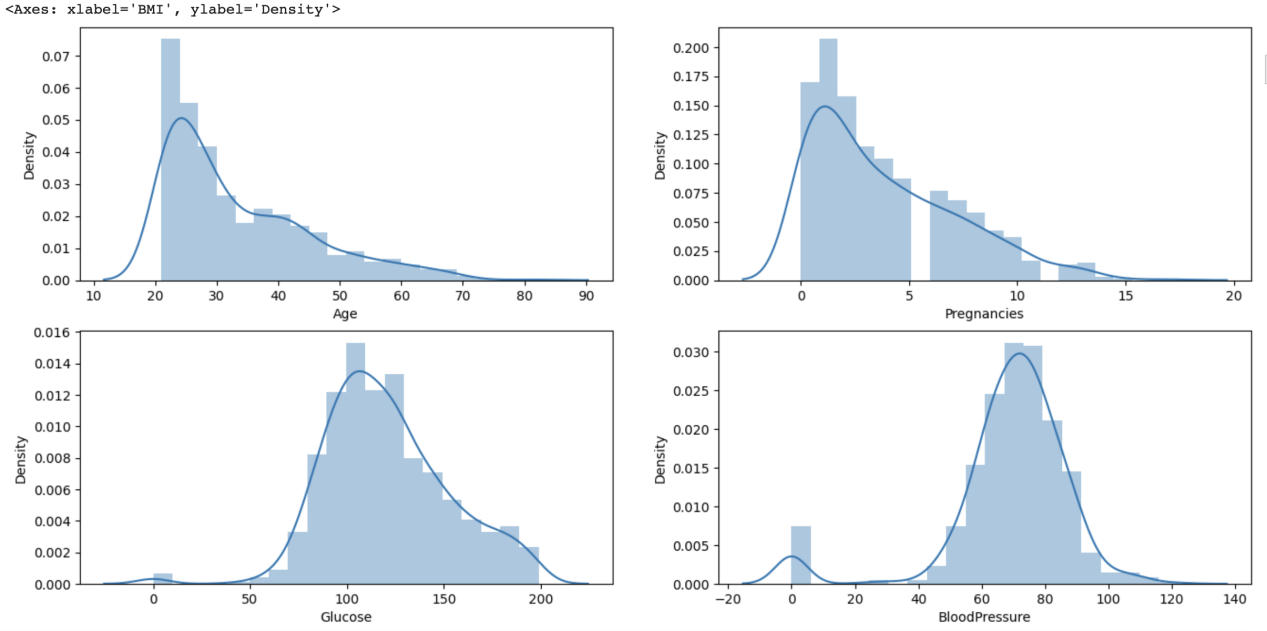 <Axes: xlabel='BMI', ylabel='Density'>
0.07
0.06
0.05
0.04
0.03
0.02
0.01
0.00
Density
10 20 30 40 50 60 70 80 90
Age
0.200
0.175
0.150
0.125
0.100
0.075
0.050
0.025
0.000
Density
0 5 10 15 20
Pregnancies
0.016
0.014
0.012
0.010
0.008
0.006
0.004
0.002
0.000
Density
0 50 100 150 200
Glucose
0.030
0.025
0.020
0.015
0.010
0.005
0.000
Density
−20 0 20 40 60 80 100 120 140
BloodPressure